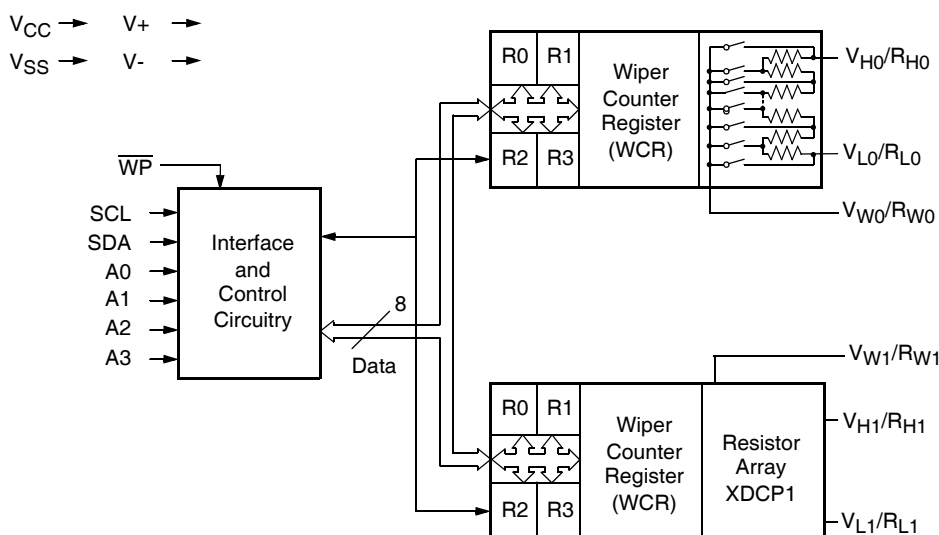 VCC V+
VSS V-
WP
SCL
SDA
A0
A1
A2
A3
Interface
and
Control
Circuitry
8
Data
R0 R1
R2 R3
Wiper
Counter
Register
(WCR)
VH0/RH0
VL0/RL0
VW0/RW0
R0 R1
R2 R3
Wiper
Counter
Register
(WCR)
Resistor
Array
XDCP1
VW1/RW1
VH1/RH1
VL1/RL1